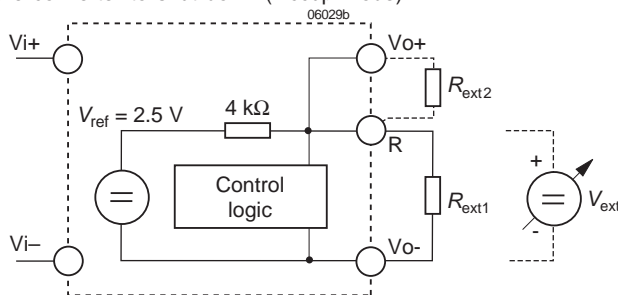 06029b
Vi+
Vo+
Rext2
Vref = 2.5 V
4 kΩ
R
+
Control
logic
Rext1
Vext
-
Vi–
Vo-